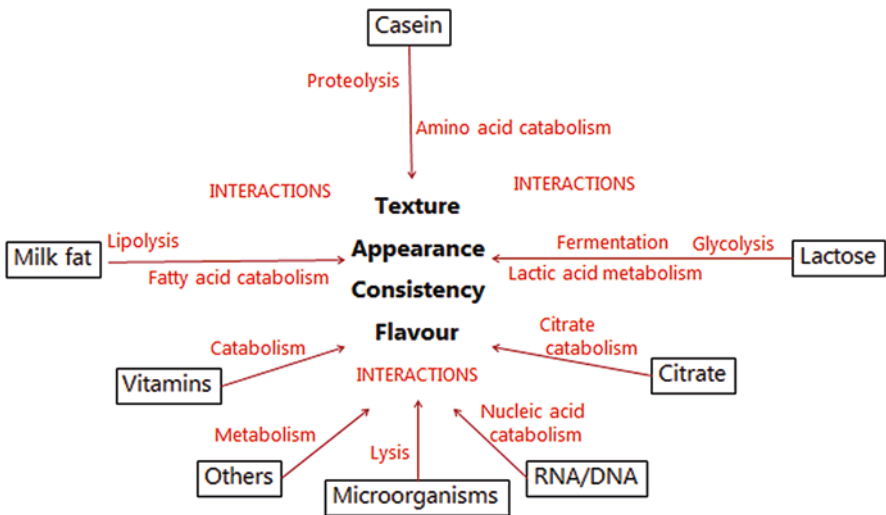 Casein
Proteolysis
Amino acid catabolism
INTERACTIONS
INTERACTIONS
Texture
Milk fat
Lipolysis
Fatty acid catabolism
Appearance
Fermentation
Glycolysis
Lactic acid metabolism
Lactose
Consistency
Flavour
Catabolism
Vitamins
Citrate
catabolism
Citrate
INTERACTIONS
Metabolism
Others
Lysis
Microorganisms
Nucleic acid
catabolism
RNA/DNA